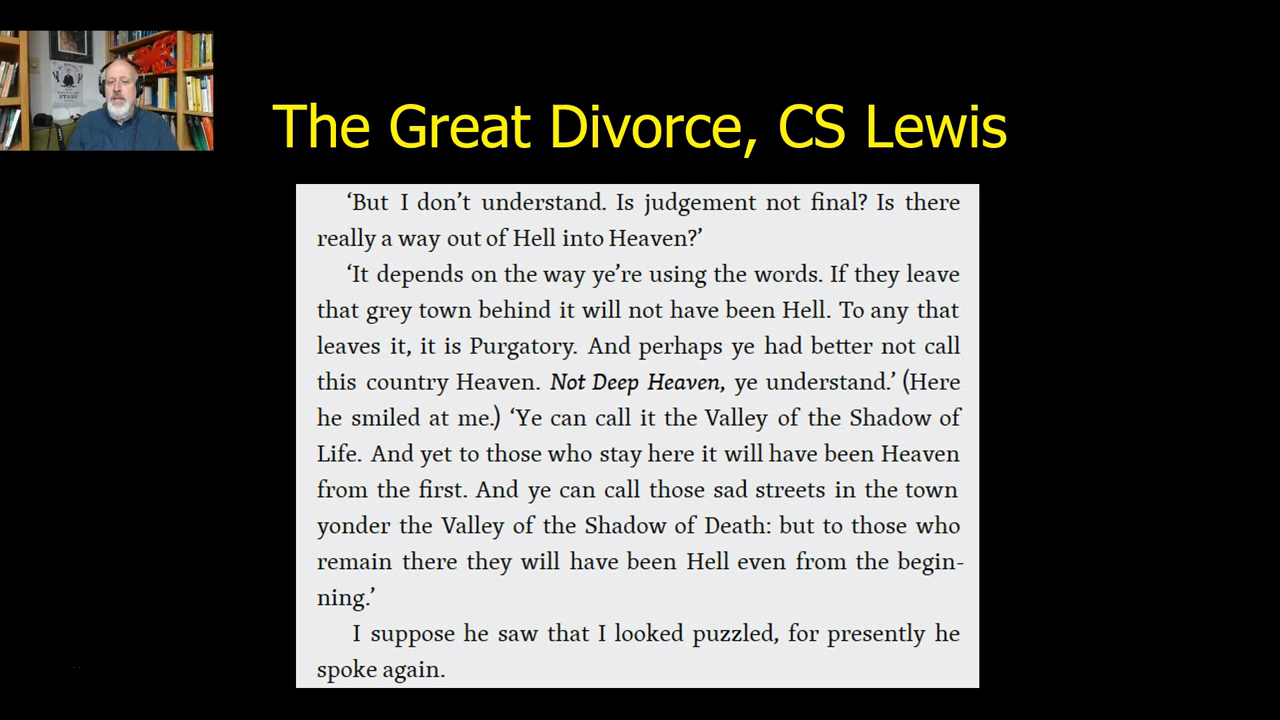 The Great Divorce, CS Lewis
‘But I don’t understand. Is judgement not final? Is there
really a way out of Hell into Heaven?’
‘It depends on the way ye’re using the words. If they leave
that grey town behind it will not have been Hell. To any that
leaves it, it is Purgatory. And perhaps ye had better not call
this country Heaven. Not Deep Heaven, ye understand.’ (Here
he smiled at me.) ‘Ye can call it the Valley of the Shadow of
Life. And yet to those who stay here it will have been Heaven
from the first. And ye can call those sad streets in the town
yonder the Valley of the Shadow of Death: but to those who
remain there they will have been Hell even from the begin-
ning.’
I suppose he saw that I looked puzzled, for presently he
spoke again.